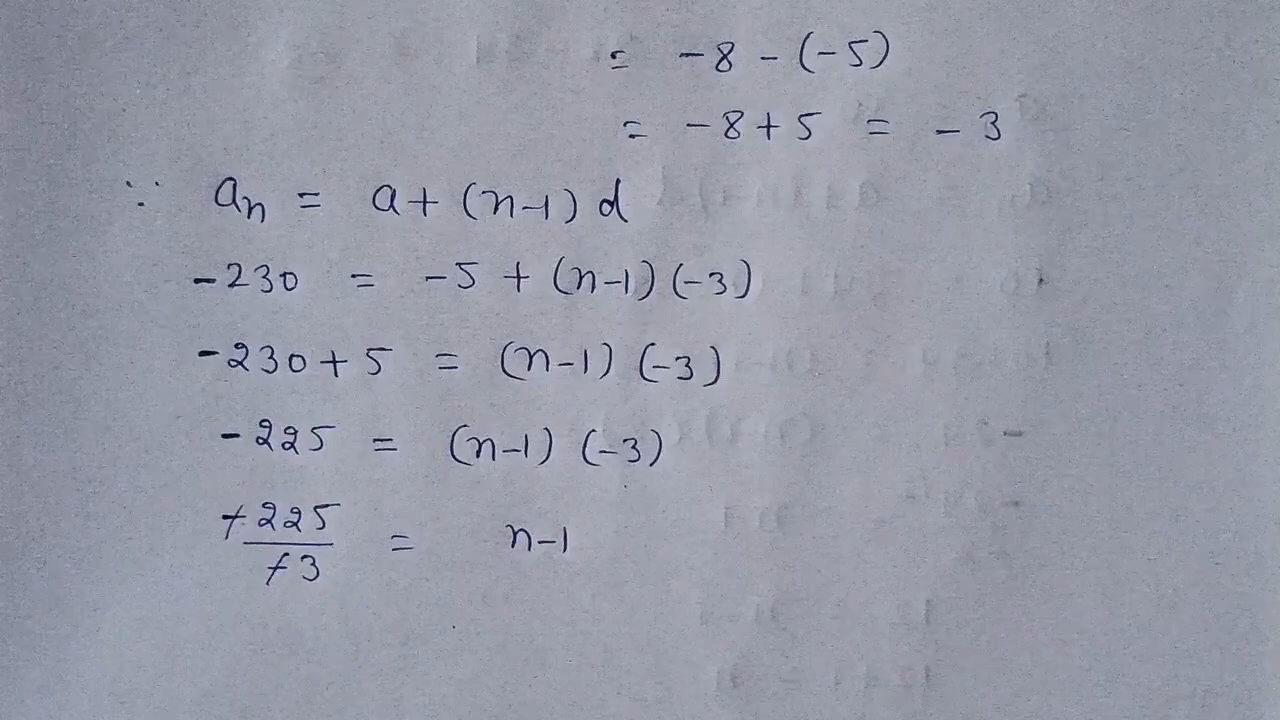 = -8 - (-5)
= -8 + 5 = -3
∵ aₙ = a + (n-1) d
-230 = -5 + (n-1) (-3)
-230 + 5 = (n-1) (-3)
-225 = (n-1) (-3)
-225/-3 = n-1